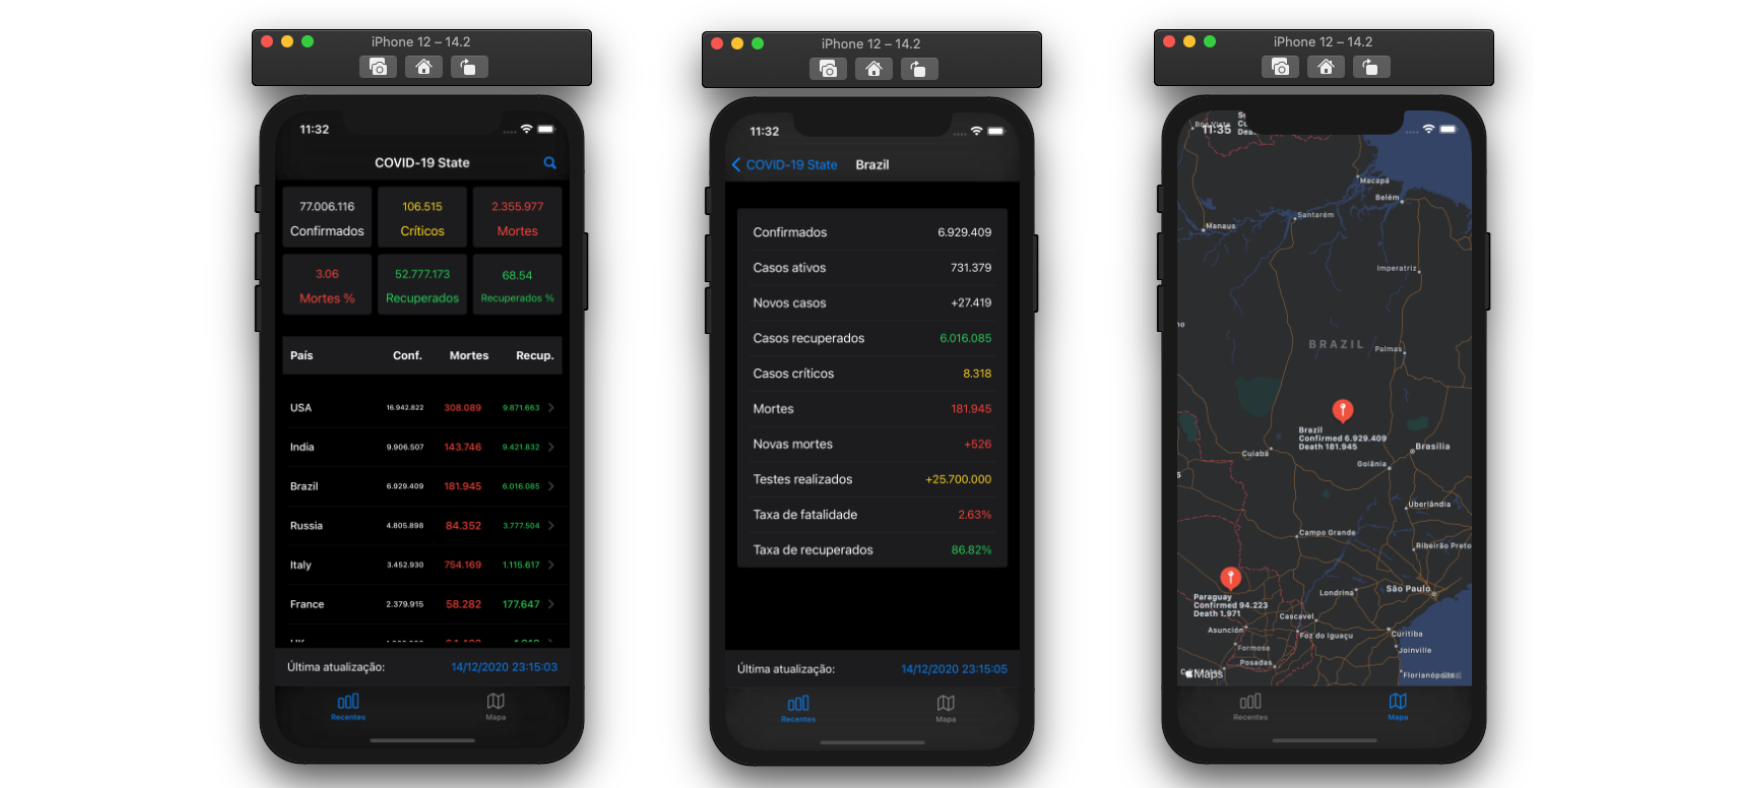 iPhone 12 – 14.2
11:32
COVID-19 State
77.006.116
Confirmados
106.515
Críticos
2.355.977
Mortes
3.06
Mortes %
52.777.173
Recuperados
68.54
Recuperados %
País Conf. Mortes Recup.
USA 16.942.822 308.089 9.871.663
India 9.906.507 143.746 9.421.832
Brazil 6.929.409 181.945 6.016.085
Russia 4.805.898 84.352 3.777.504
Italy 3.452.930 754.169 1.115.617
France 2.379.915 58.282 177.647
Última atualização: 14/12/2020 23:15:03
Recentes Mapa
iPhone 12 – 14.2
11:32
COVID-19 State Brazil
Confirmados 6.929.409
Casos ativos 731.379
Novos casos +27.419
Casos recuperados 6.016.085
Casos críticos 8.318
Mortes 181.945
Novas mortes +526
Testes realizados +25.700.000
Taxa de fatalidade 2.63%
Taxa de recuperados 86.82%
Última atualização: 14/12/2020 23:15:05
Recentes Mapa
iPhone 12 – 14.2
11:35
Macapá
Belém
Santarém
Manaus
Imperatriz
BRAZIL
Palmas
Brazil
Confirmed 6.929.409
Death 181.945
Brasília
Cuiabá
Goiânia
Uberlândia
Campo Grande
Ribeirão Preto
Paraguay
Confirmed 94.223
Death 1.971
Londrina
São Paulo
Cascavel
Asunción
Foz do Iguaçu
Curitiba
Formosa
Joinville
Posadas
Maps
Florianópolis
Recentes Mapa